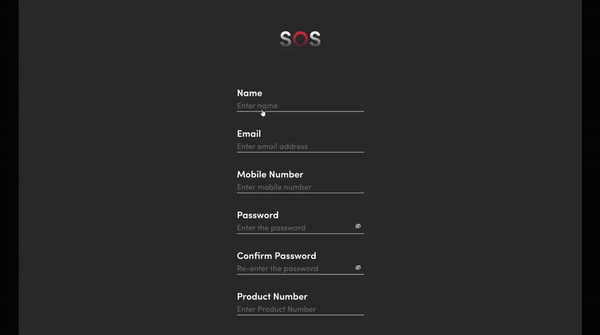 SOS
Name
Enter name
Email
Enter email address
Mobile Number
Enter mobile number
Password
Enter the password
Confirm Password
Re-enter the password
Product Number
Enter Product Number